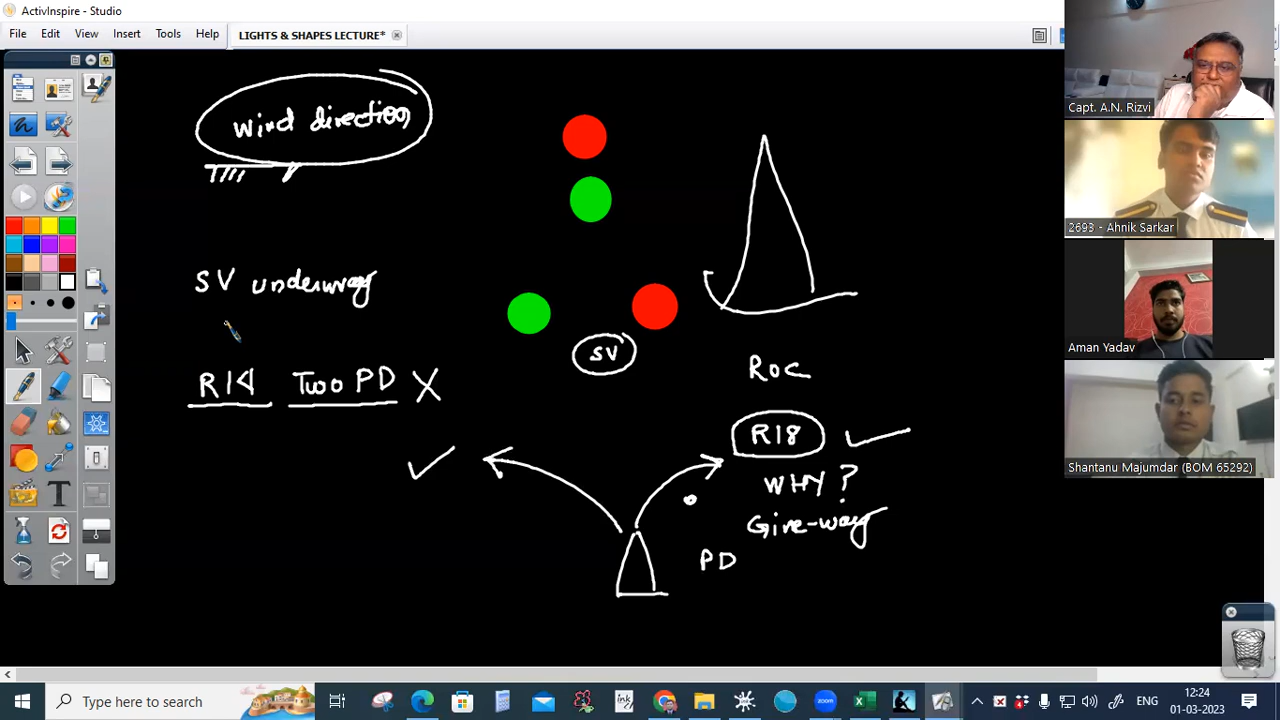 ActivInspire - Studio
File Edit View Insert Tools Help
LIGHTS & SHAPES LECTURE*
Wind direction
SV underway
SV
R14 Two PD X
ROC
R18
WHY?
Give-way
PD
Capt. A.N. Rizvi
2693 - Ahnik Sarkar
Aman Yadav
Shantanu Majumdar (BOM 65292)
Type here to search
zoom
ink
ENG
12:24
01-03-2023